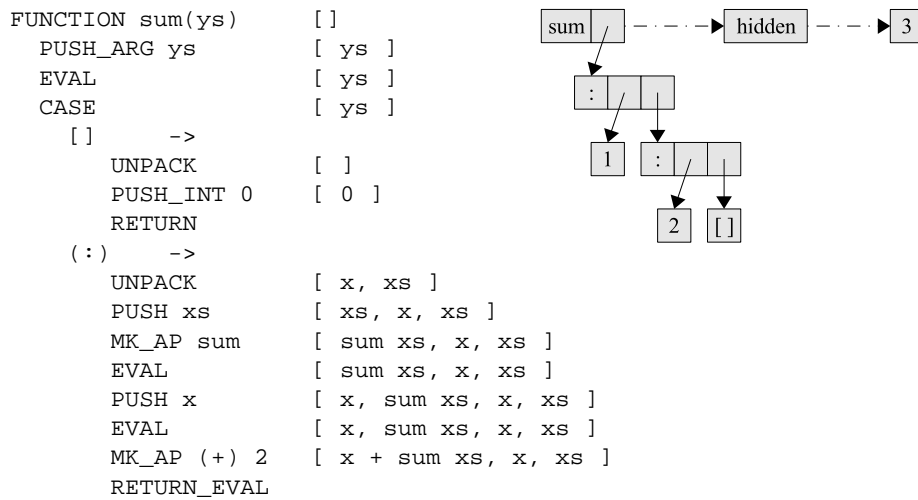 FUNCTION sum(ys) []
PUSH_ARG ys [ ys ]
EVAL [ ys ]
CASE [ ys ]
[] ->
UNPACK [ ]
PUSH_INT 0 [ 0 ]
RETURN
(:) ->
UNPACK [ x, xs ]
PUSH xs [ xs, x, xs ]
MK_AP sum [ sum xs, x, xs ]
EVAL [ sum xs, x, xs ]
PUSH x [ x, sum xs, x, xs ]
EVAL [ x, sum xs, x, xs ]
MK_AP (+) 2 [ x + sum xs, x, xs ]
RETURN_EVAL
sum hidden 3
:
1 :
2 []